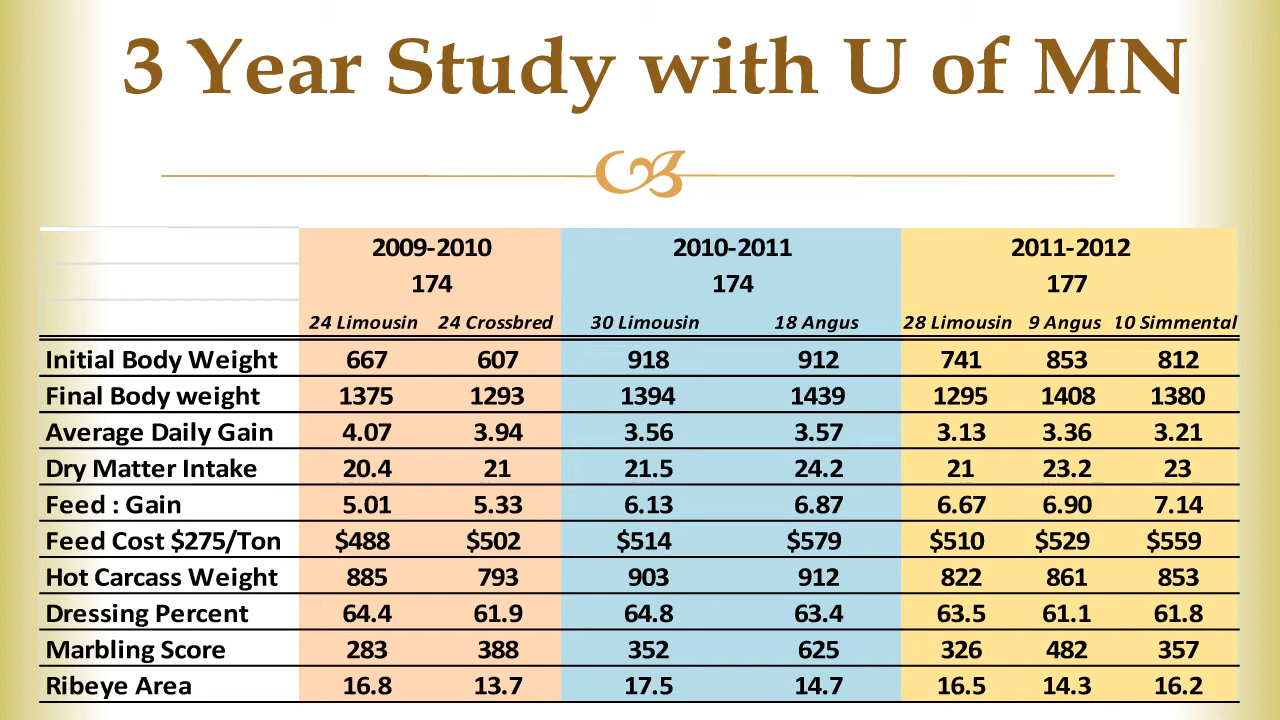 3 Year Study with U of MN
2009-2010 2010-2011 2011-2012
174 174 177
24 Limousin 24 Crossbred 30 Limousin 18 Angus 28 Limousin 9 Angus 10 Simmental
Initial Body Weight 667 607 918 912 741 853 812
Final Body weight 1375 1293 1394 1439 1295 1408 1380
Average Daily Gain 4.07 3.94 3.56 3.57 3.13 3.36 3.21
Dry Matter Intake 20.4 21 21.5 24.2 21 23.2 23
Feed : Gain 5.01 5.33 6.13 6.87 6.67 6.90 7.14
Feed Cost $275/Ton $488 $502 $514 $579 $510 $529 $559
Hot Carcass Weight 885 793 903 912 822 861 853
Dressing Percent 64.4 61.9 64.8 63.4 63.5 61.1 61.8
Marbling Score 283 388 352 625 326 482 357
Ribeye Area 16.8 13.7 17.5 14.7 16.5 14.3 16.2